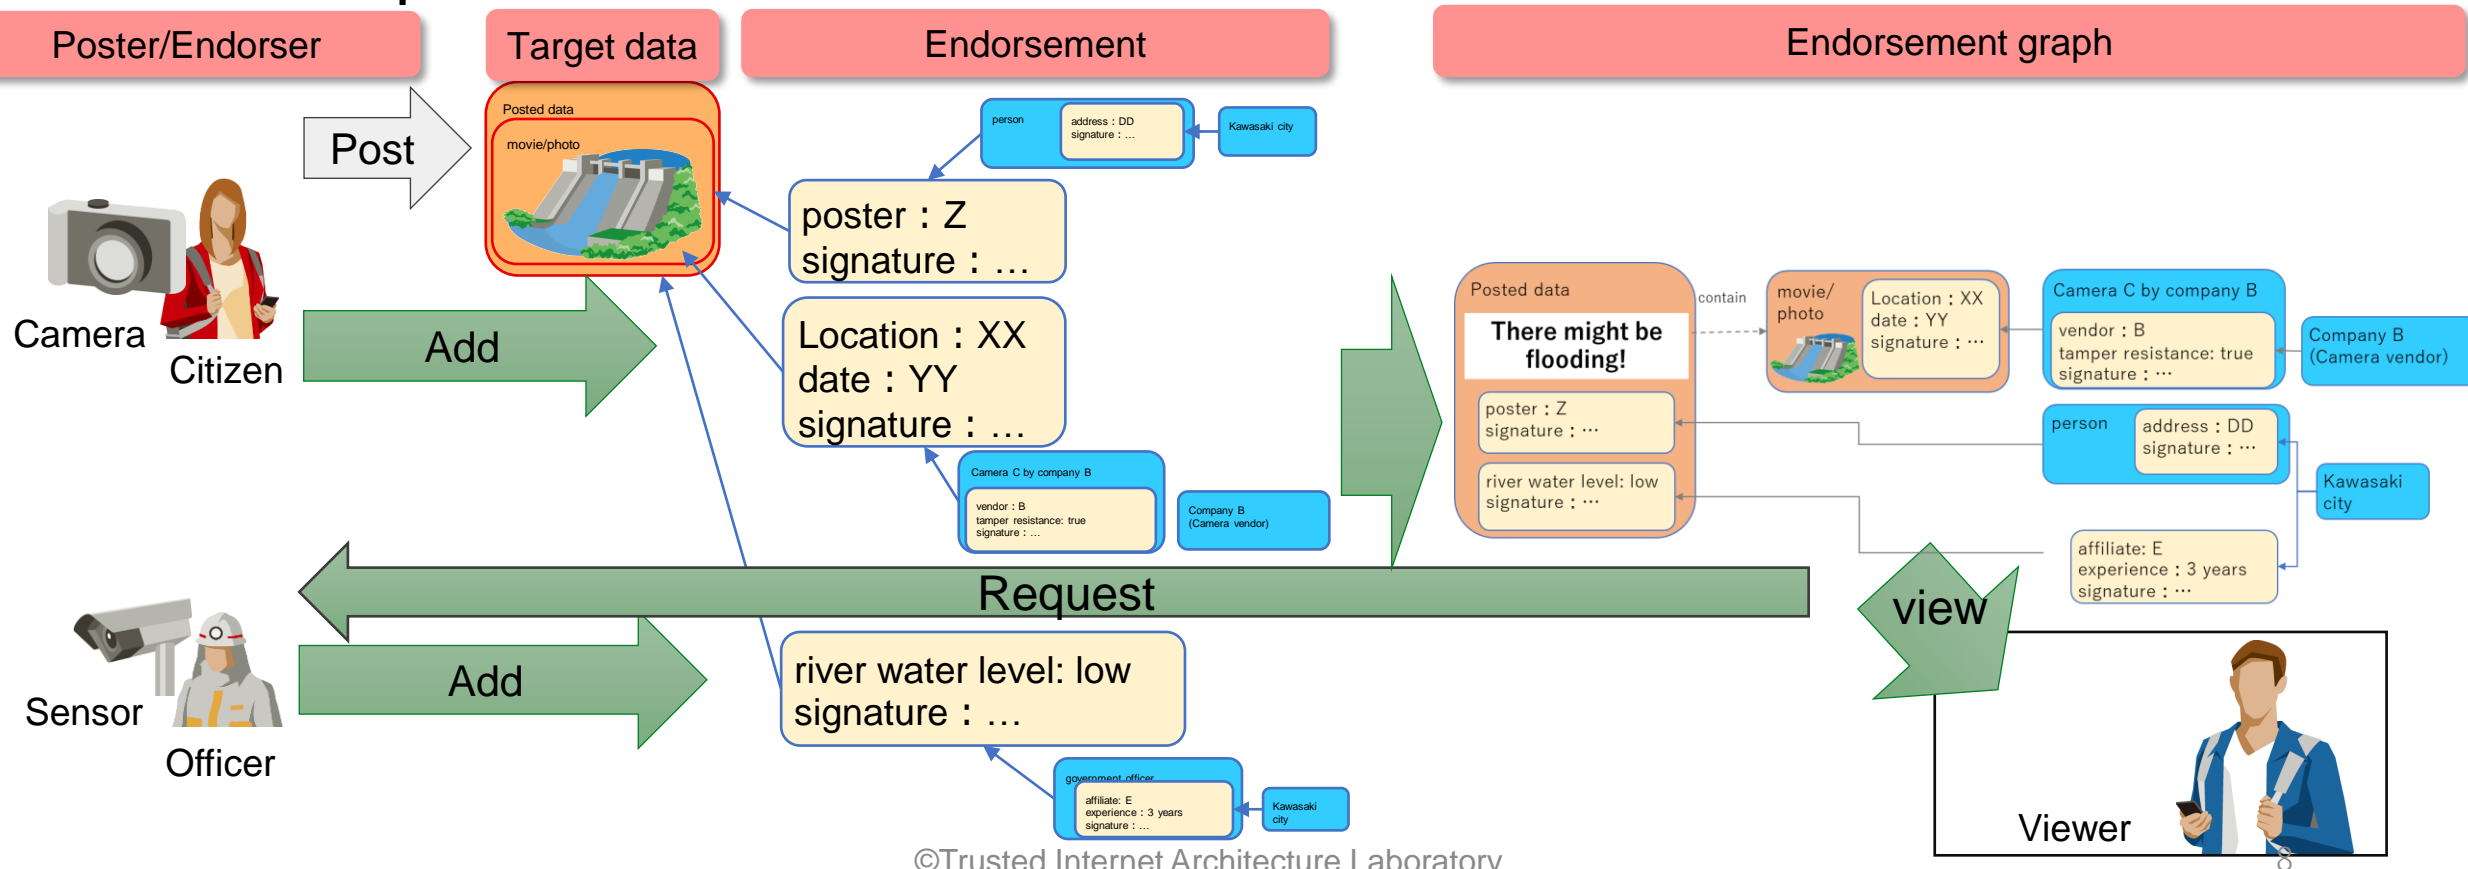 Poster/Endorser
Target data
Endorsement
Endorsement graph
Post
Posted data
movie/photo
person
address : DD
signature : …
Kawasaki city
poster : Z
signature : …
Camera
Citizen
Add
Location : XX
date : YY
signature : …
Camera C by company B
vendor : B
tamper resistance: true
signature : …
Company B
(Camera vendor)
Posted data
There might be
flooding!
contain
movie/
photo
Location : XX
date : YY
signature : …
Camera C by company B
vendor : B
tamper resistance: true
signature : …
Company B
(Camera vendor)
poster : Z
signature : …
person
address : DD
signature : …
river water level: low
signature : …
Kawasaki
city
affiliate: E
experience : 3 years
signature : …
Request
view
Sensor
Officer
Add
river water level: low
signature : …
government officer
affiliate: E
experience : 3 years
signature : …
Kawasaki
city
Viewer
©Trusted Internet Architecture Laboratory
8